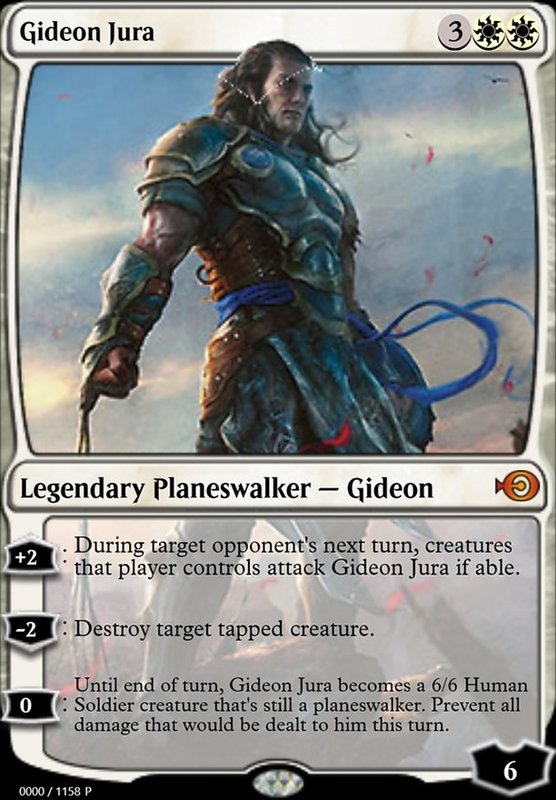 Gideon Jura 3
Legendary Planeswalker — Gideon
+2 : During target opponent's next turn, creatures
that player controls attack Gideon Jura if able.
-2 : Destroy target tapped creature.
Until end of turn, Gideon Jura becomes a 6/6 Human
0 : Soldier creature that's still a planeswalker. Prevent all
damage that would be dealt to him this turn.
6
0000 / 1158 P